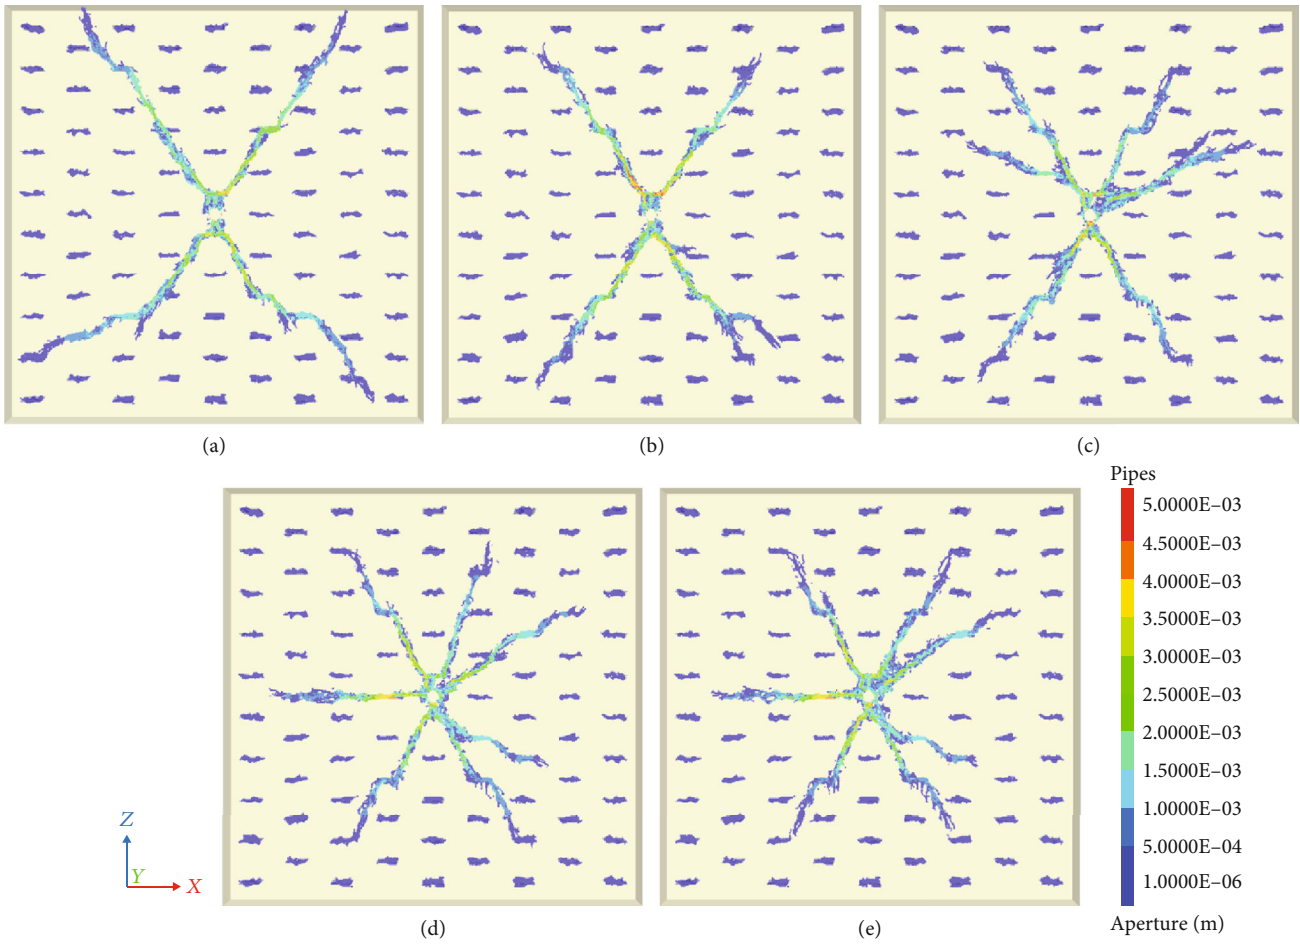 (a)
(b)
(c)
Pipes
5.0000E–03
4.5000E–03
4.0000E–03
3.5000E–03
3.0000E–03
2.5000E–03
2.0000E–03
1.5000E–03
1.0000E–03
5.0000E–04
1.0000E–06
Aperture (m)
Z
Y
X
(d)
(e)